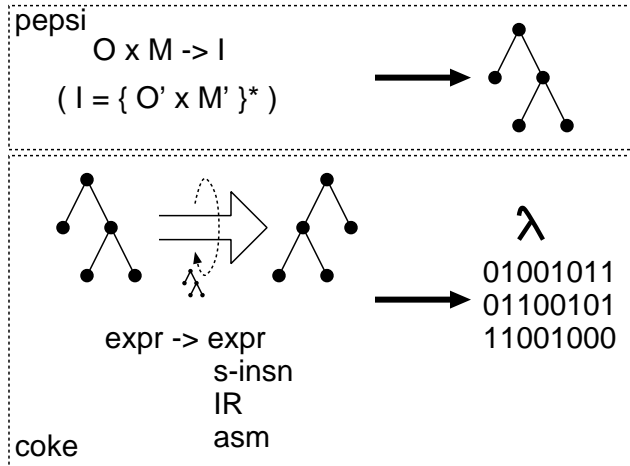 pepsi
O x M -> I
( I = { O’ x M’ }* )
λ
01001011
01100101
11001000
expr -> expr
s-insn
IR
asm
coke